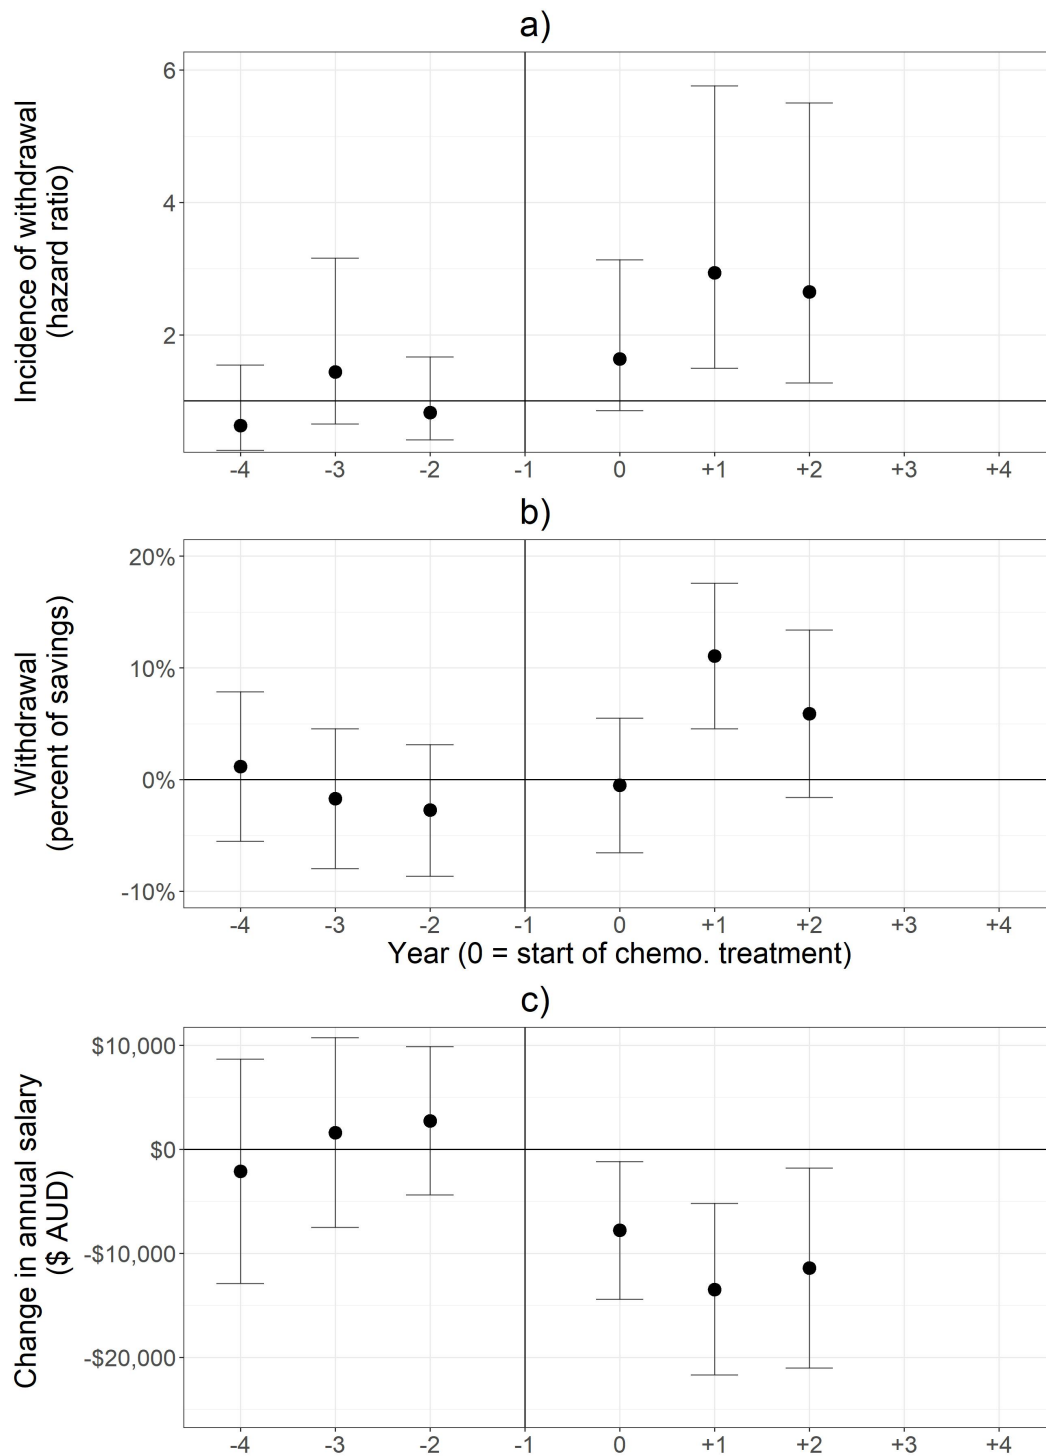 a)
Incidence of withdrawal
(hazard ratio)
6
4
2
-4 -3 -2 -1 0 +1 +2 +3 +4
b)
Withdrawal
(percent of savings)
20%
10%
0%
-10%
-4 -3 -2 -1 0 +1 +2 +3 +4
Year (0 = start of chemo. treatment)
c)
Change in annual salary
($ AUD)
$10,000
$0
-$10,000
-$20,000
-4 -3 -2 -1 0 +1 +2 +3 +4